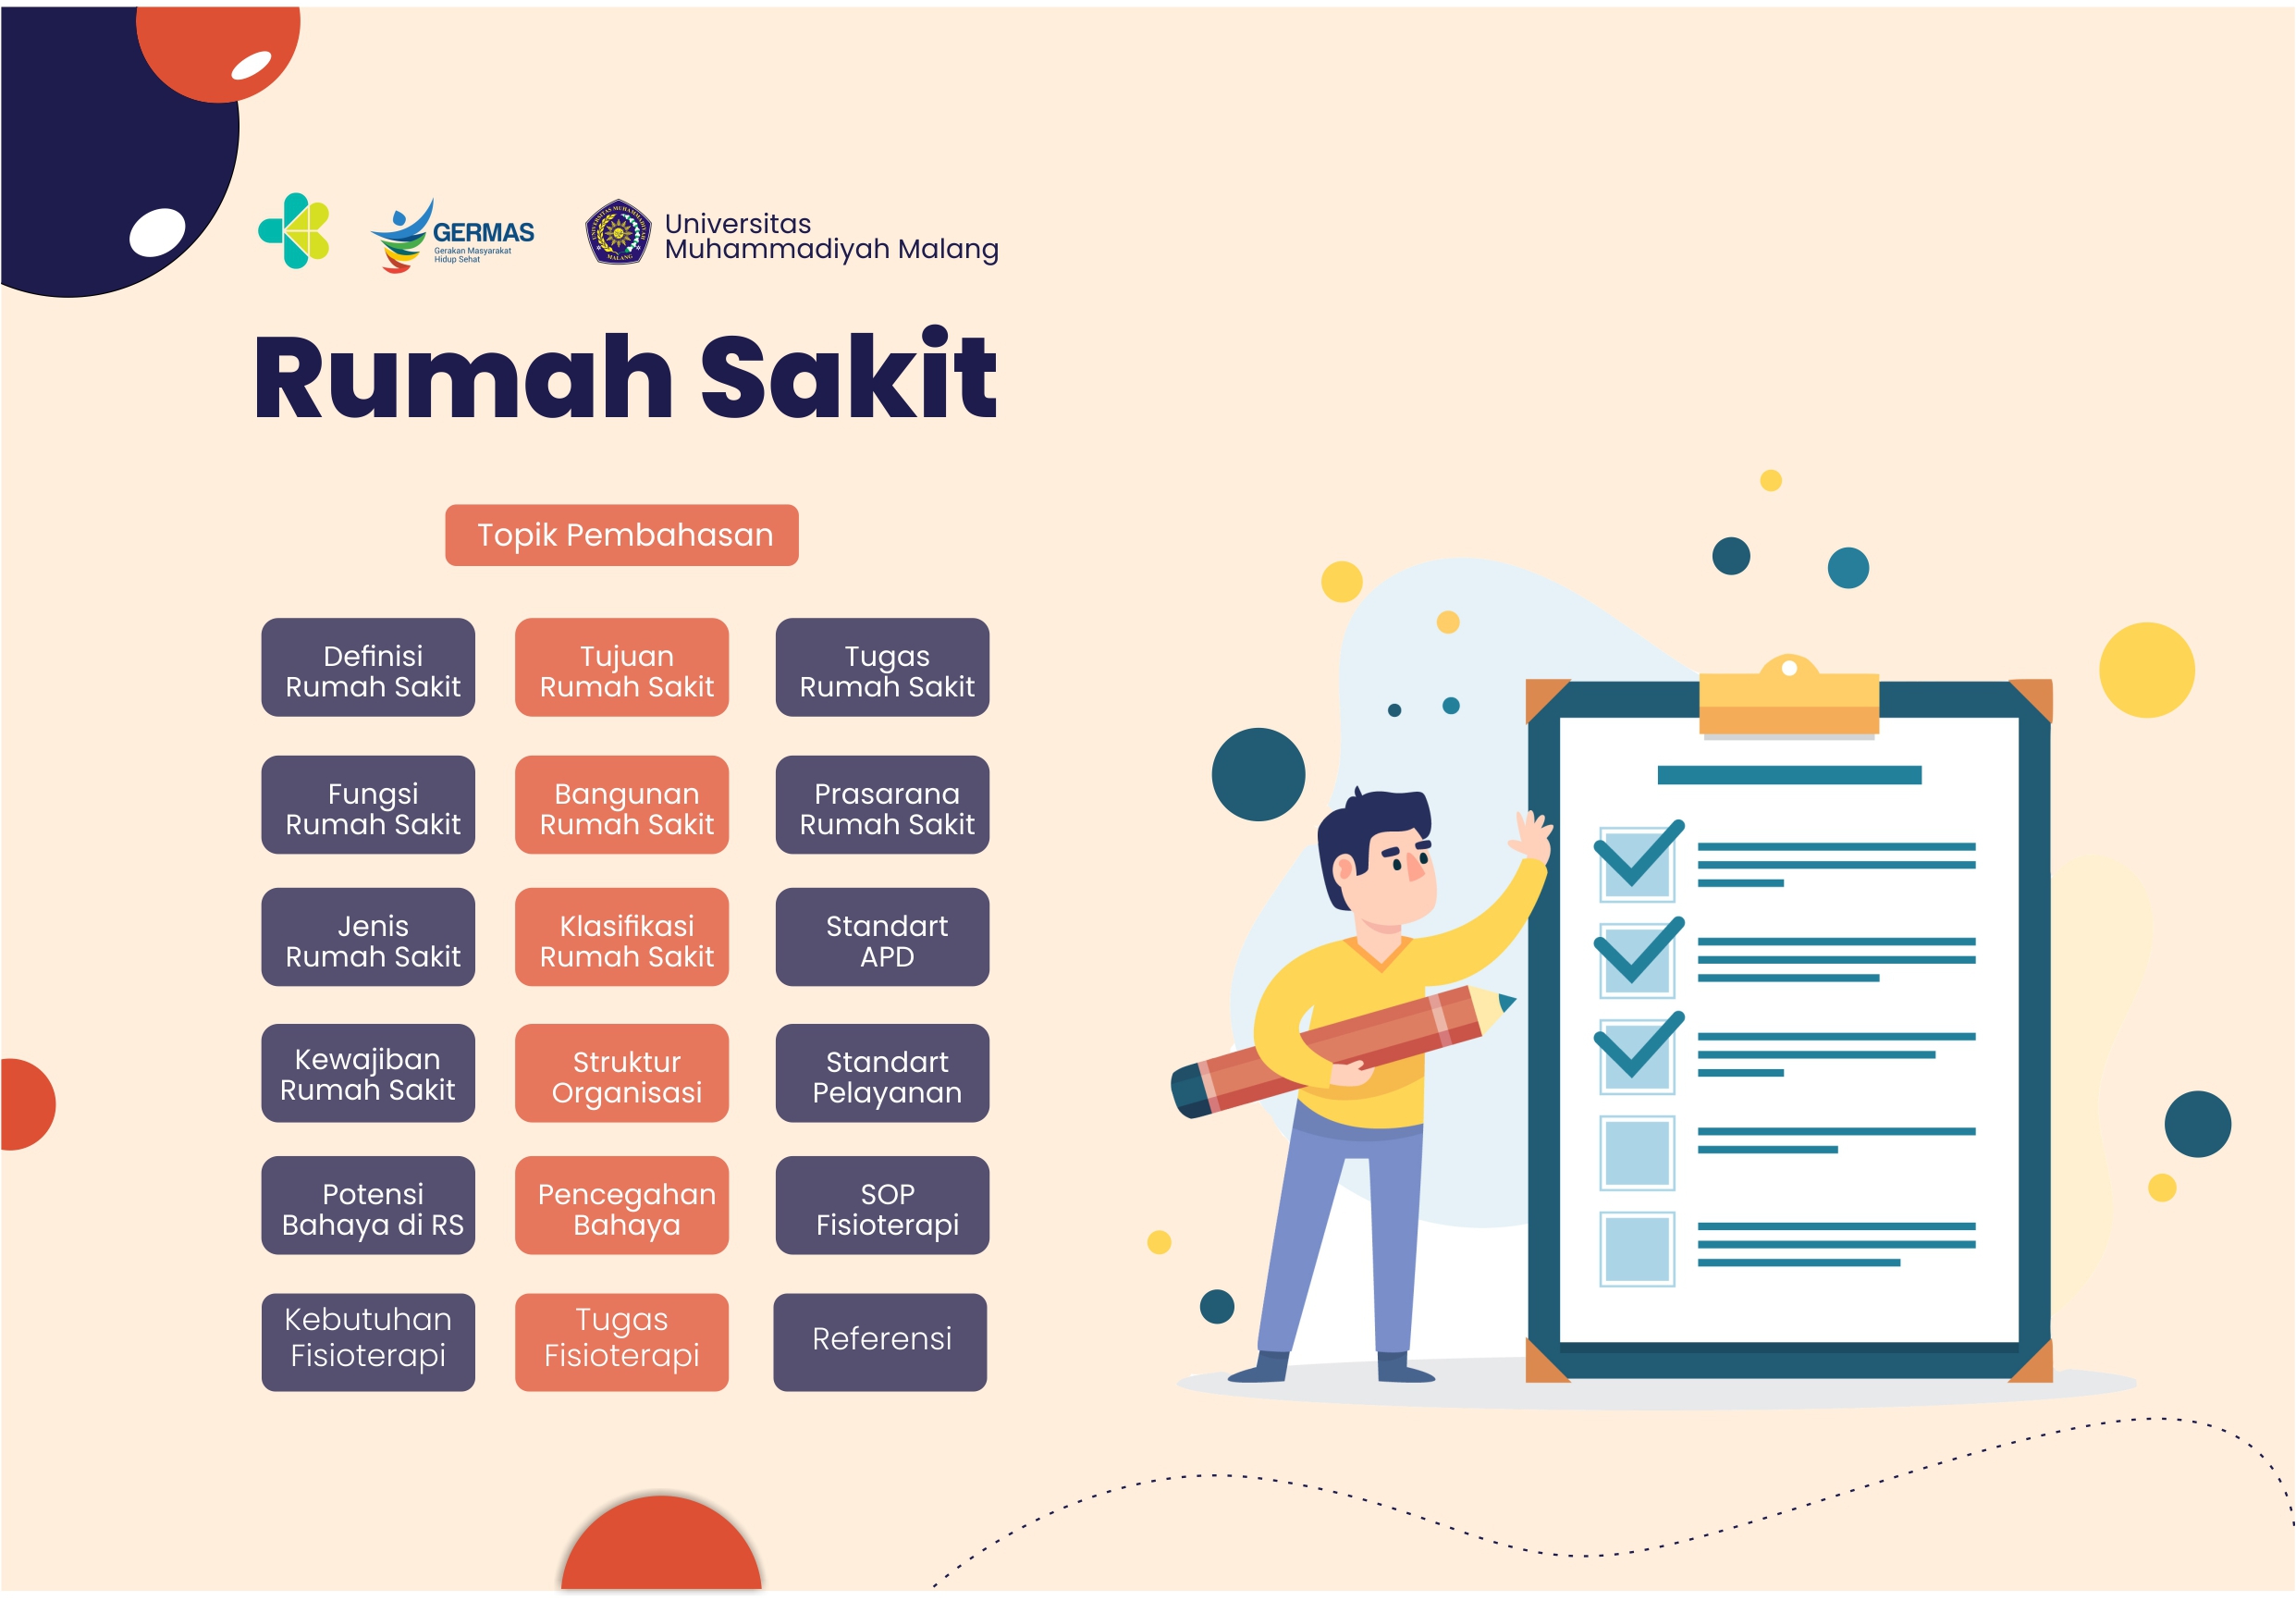 GERMAS
Gerakan Masyarakat
Hidup Sehat
UNIVERSITAS MUHAMMADIYAH
MALANG
Universitas
Muhammadiyah Malang
Rumah Sakit
Topik Pembahasan
Definisi
Rumah Sakit
Tujuan
Rumah Sakit
Tugas
Rumah Sakit
Fungsi
Rumah Sakit
Bangunan
Rumah Sakit
Prasarana
Rumah Sakit
Jenis
Rumah Sakit
Klasifikasi
Rumah Sakit
Standart
APD
Kewajiban
Rumah Sakit
Struktur
Organisasi
Standart
Pelayanan
Potensi
Bahaya di RS
Pencegahan
Bahaya
SOP
Fisioterapi
Kebutuhan
Fisioterapi
Tugas
Fisioterapi
Referensi